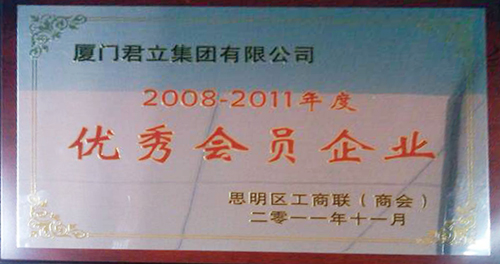 厦门君立集团有限公司
2008-2011年度
优秀会员企业
思明区工商联（商会）
二零一一年十一月